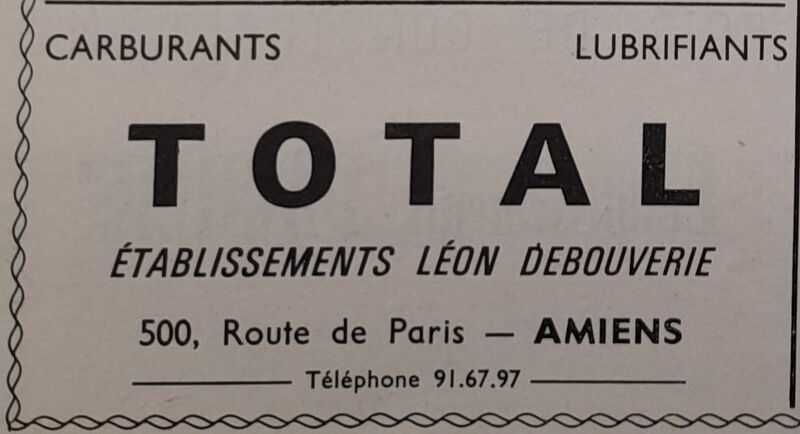 CARBURANTS LUBRIFIANTS
TOTAL
ÉTABLISSEMENTS LÉON DEBOUVERIE
500, Route de Paris — AMIENS
Téléphone 91.67.97